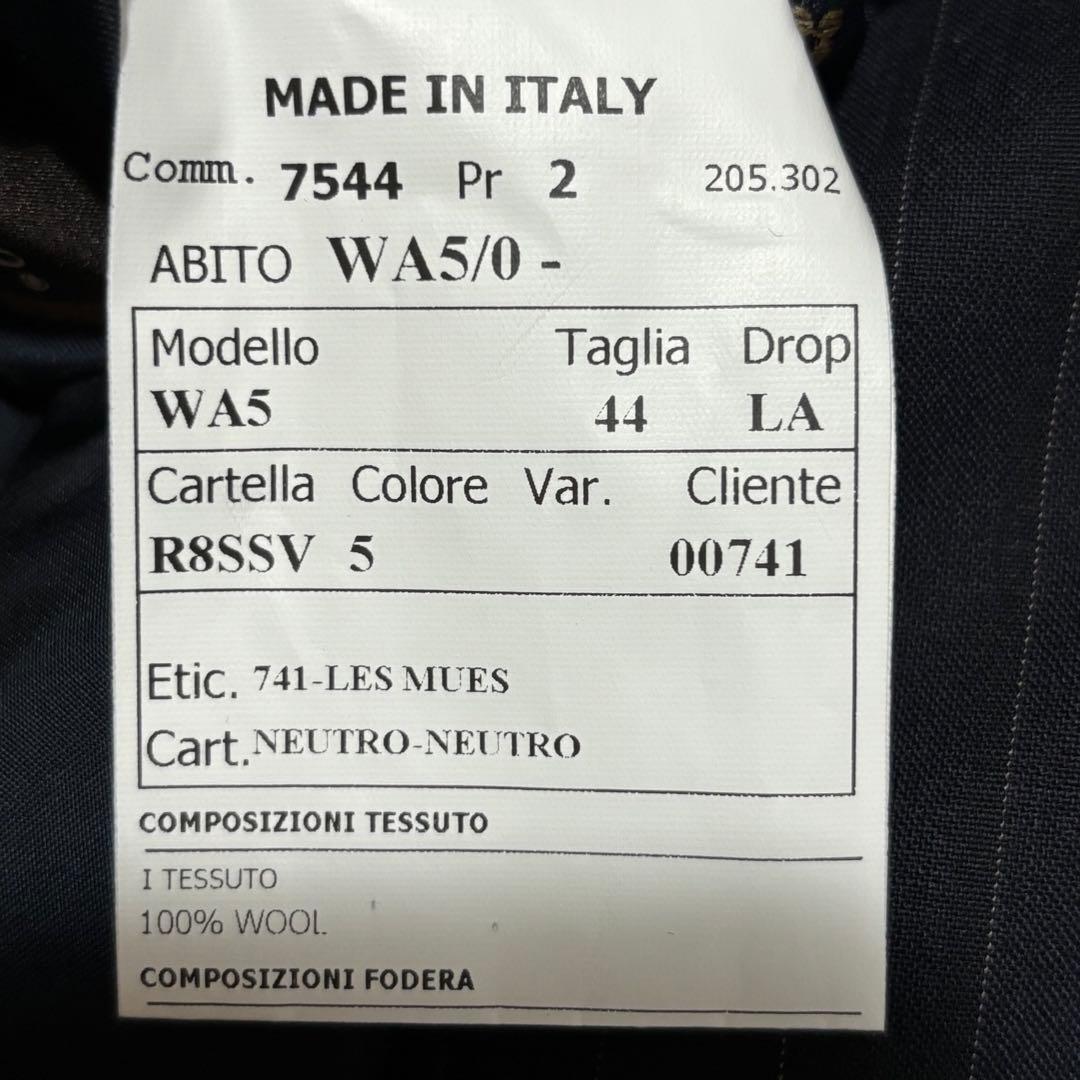 MADE IN ITALY
Comm. 7544 Pr 2 205.302
ABITO WA5/0 -
Modello Taglia Drop
WA5 44 LA
Cartella Colore Var. Cliente
R8SSV 5 00741
Etic. 741-LES MUES
Cart. NEUTRO-NEUTRO
COMPOSIZIONI TESSUTO
I TESSUTO
100% WOOL
COMPOSIZIONI FODERA